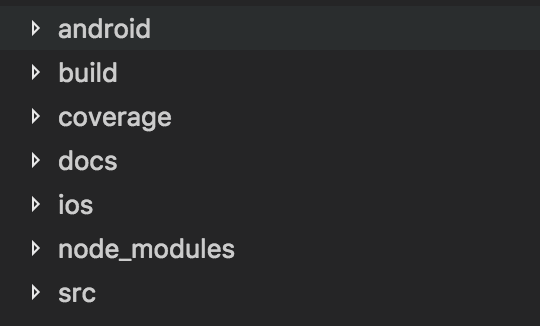 android
build
coverage
docs
ios
node_modules
src